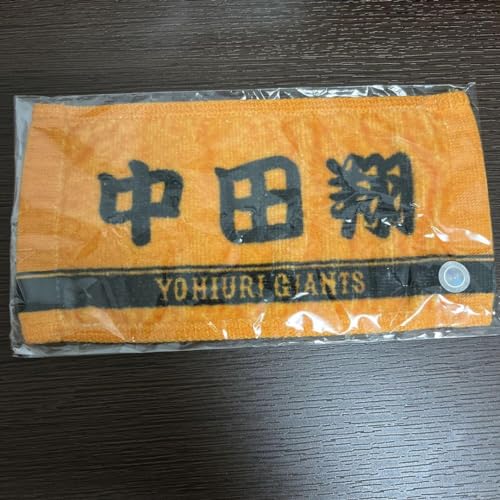 中田翔
YOMIURI GIANTS